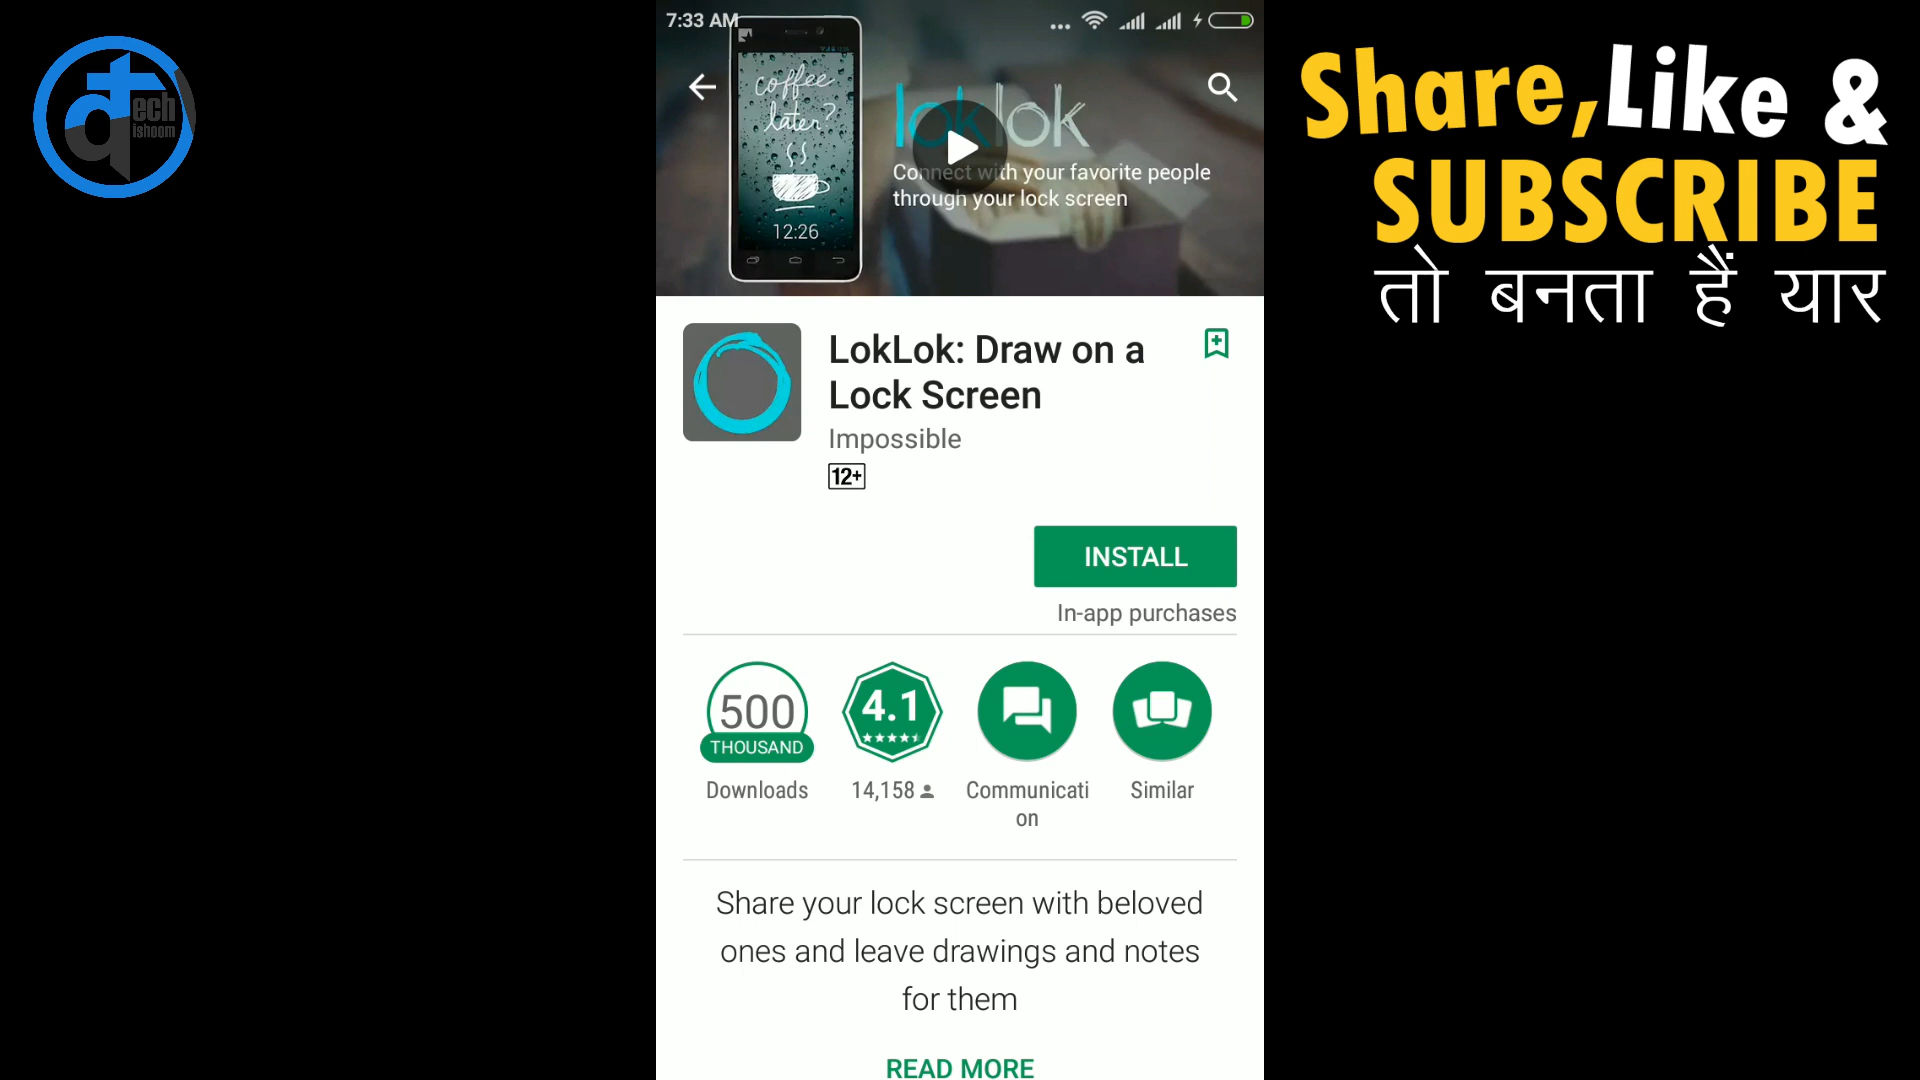 7:33 AM
coffee
later?
12:26
loklok
Connect with your favorite people
through your lock screen
LokLok: Draw on a
Lock Screen
Impossible
12+
INSTALL
In-app purchases
500
THOUSAND
Downloads
4.1
14,158
Communicati
on
Similar
Share your lock screen with beloved
ones and leave drawings and notes
for them
READ MORE
ech
ishoom
Share, Like &
SUBSCRIBE
तो बनता हैं यार